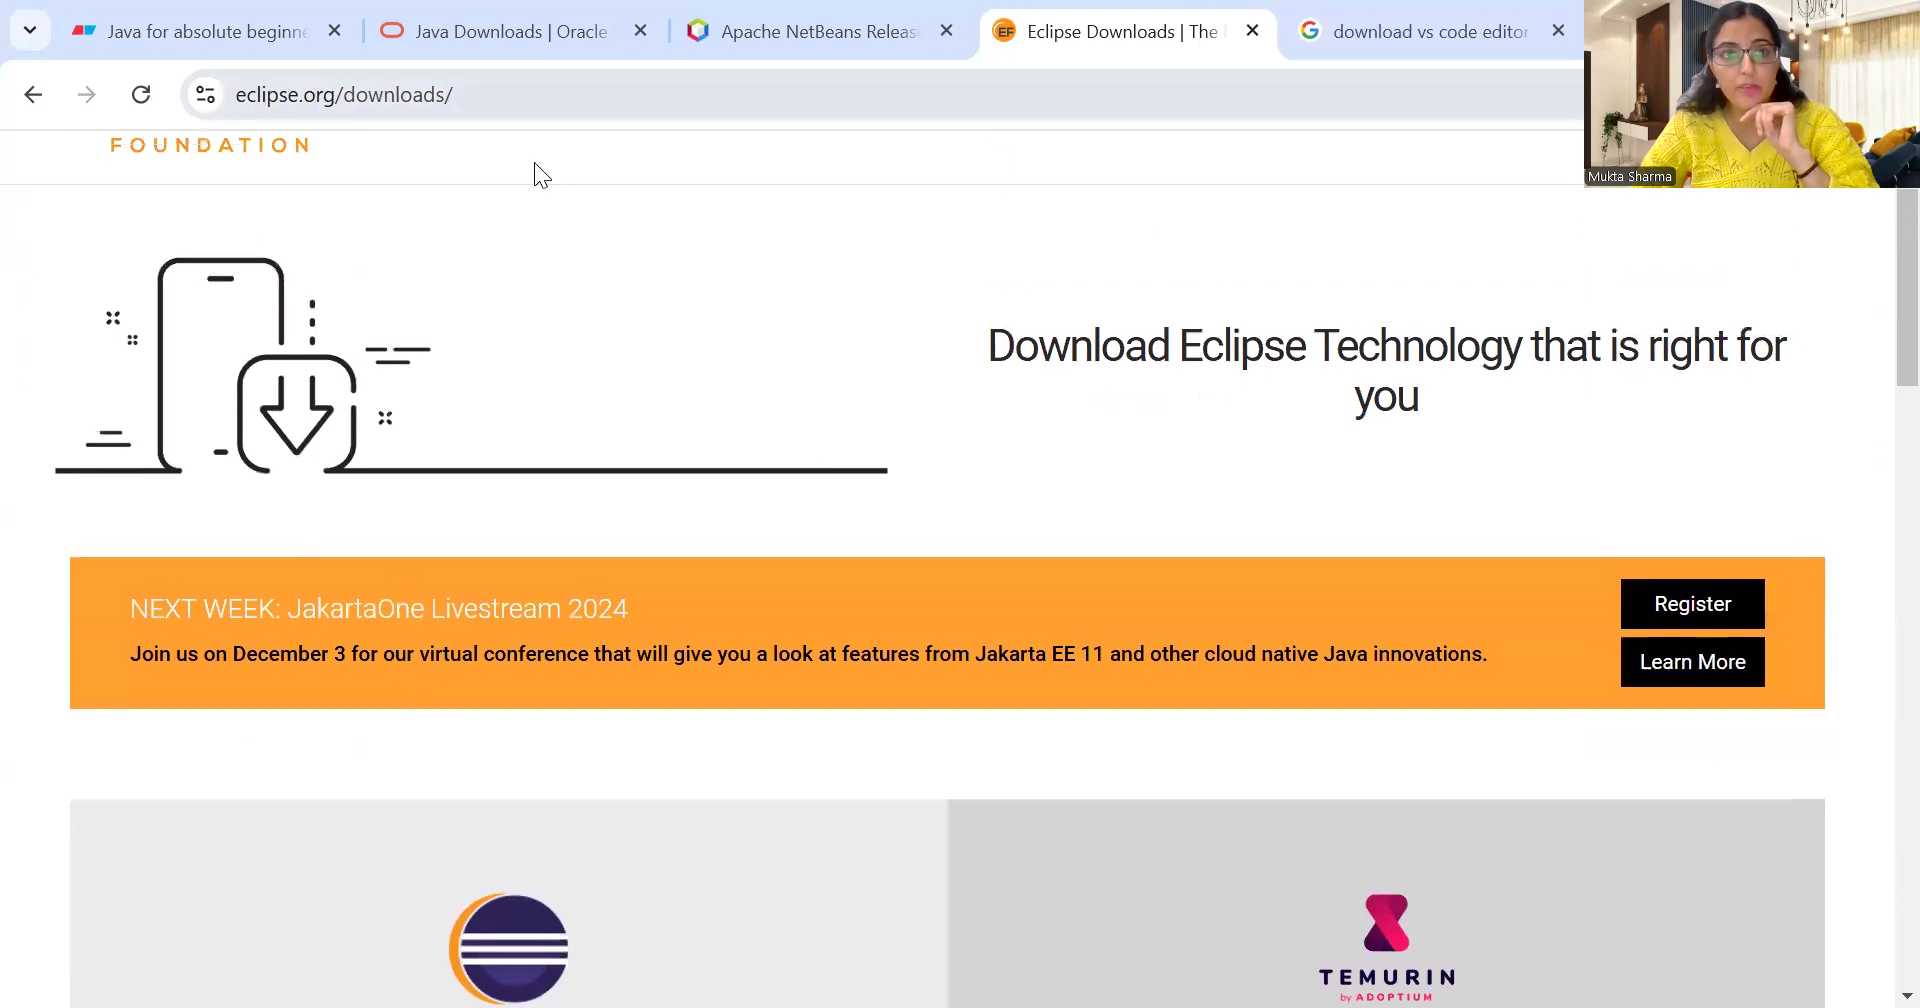 Java for absolute beginne
Java Downloads | Oracle
Apache NetBeans Releas
EF
Eclipse Downloads | The
G
download vs code editor
eclipse.org/downloads/
FOUNDATION
Mukta Sharma
Download Eclipse Technology that is right for
you
NEXT WEEK: JakartaOne Livestream 2024
Join us on December 3 for our virtual conference that will give you a look at features from Jakarta EE 11 and other cloud native Java innovations.
Register
Learn More
TEMURIN
by ADOPTIUM